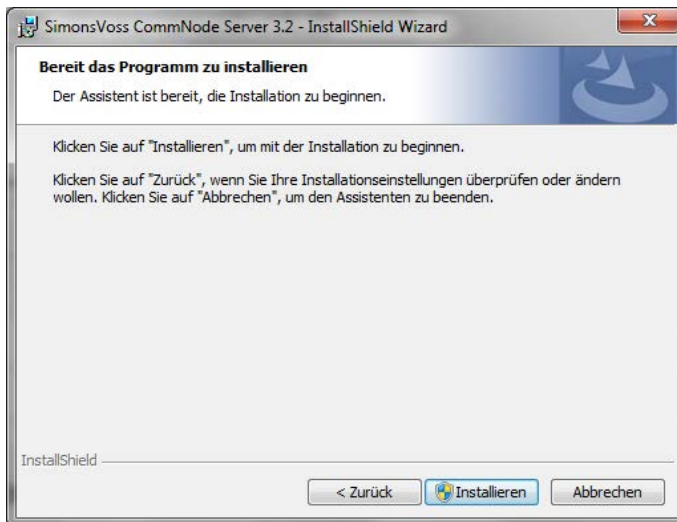 SimonsVoss CommNode Server 3.2 - InstallShield Wizard
Bereit das Programm zu installieren
Der Assistent ist bereit, die Installation zu beginnen.
Klicken Sie auf "Installieren", um mit der Installation zu beginnen.
Klicken Sie auf "Zurück", wenn Sie Ihre Installationseinstellungen überprüfen oder ändern
wollen. Klicken Sie auf "Abbrechen", um den Assistenten zu beenden.
InstallShield
< Zurück Installieren Abbrechen